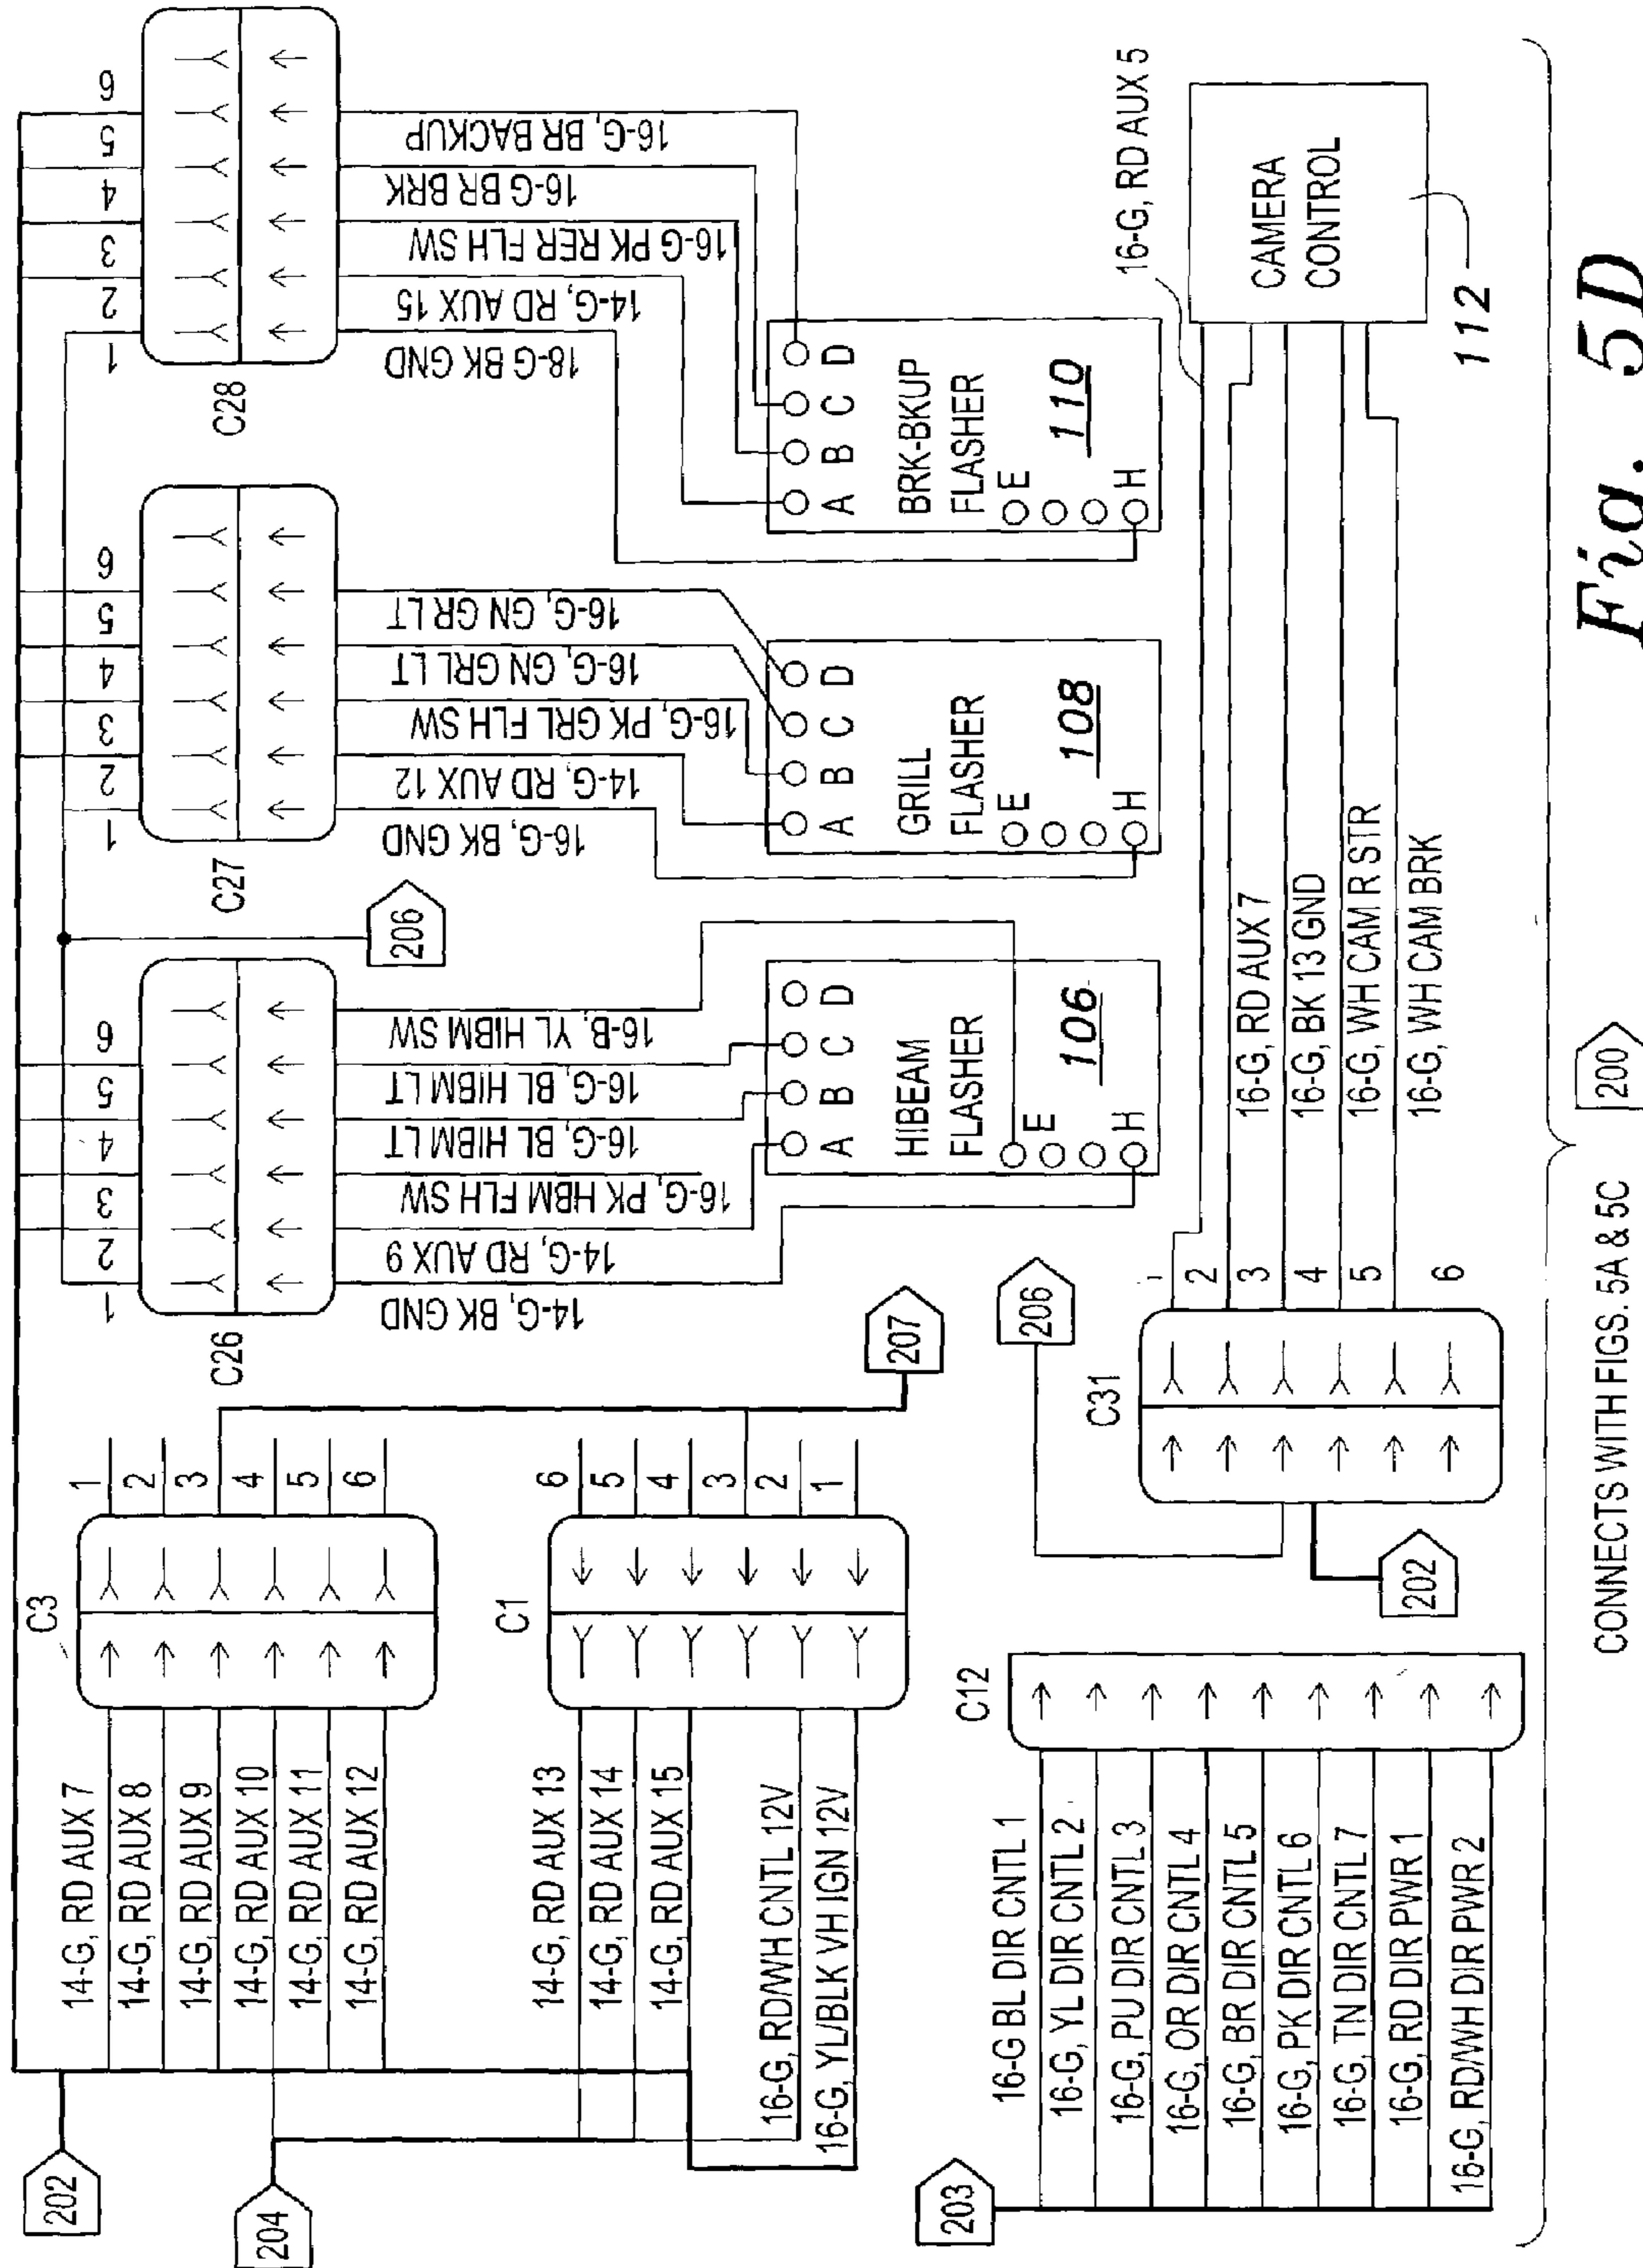 202
204
C3
14-G, RD AUX 7
14-G, RD AUX 8
14-G, RD AUX 9
14-G, RD AUX 10
14-G, RD AUX 11
14-G, RD AUX 12
1
2
3
4
5
6
C1
14-G, RD AUX 13
14-G, RD AUX 14
14-G, RD AUX 15
16-G, RD/WH CNTL 12V
16-G, YL/BLK VH IGN 12V
6
5
4
3
2
1
207
C26
1
2
3
4
5
6
14-G, BK GND
14-G, RD AUX 9
16-G, PK HBM FLH SW
16-G, BL HIBM LT
16-G, BL HIBM LT
16-B, YL HIBM SW
A B C D
HIBEAM
FLASHER
106
E
H
206
C27
1
2
3
4
5
6
16-G, BK GND
14-G, RD AUX 12
16-G, PK GRL FLH SW
16-G, GN GRL LT
16-G, GN GR LT
A B C D
GRILL
FLASHER
108
E
H
C28
1
2
3
4
5
6
18-G BK GND
14-G, RD AUX 15
16-G PK RER FLH SW
16-G BR BRK
16-G, BR BACKUP
A B C D
BRK-BKUP
FLASHER
110
E
H
203
C12
16-G BL DIR CNTL 1
16-G, YL DIR CNTL 2
16-G, PU DIR CNTL 3
16-G, OR DIR CNTL 4
16-G, BR DIR CNTL 5
16-G, PK DIR CNTL 6
16-G, TN DIR CNTL 7
16-G, RD DIR PWR 1
16-G, RD/WH DIR PWR 2
206
202
C31
1
2
3
4
5
6
16-G, RD AUX 5
16-G, RD AUX 7
16-G, BK 13 GND
16-G, WH CAM R STR
16-G, WH CAM BRK
CAMERA
CONTROL
112
CONNECTS WITH FIGS. 5A & 5C
200
Fig. 5D